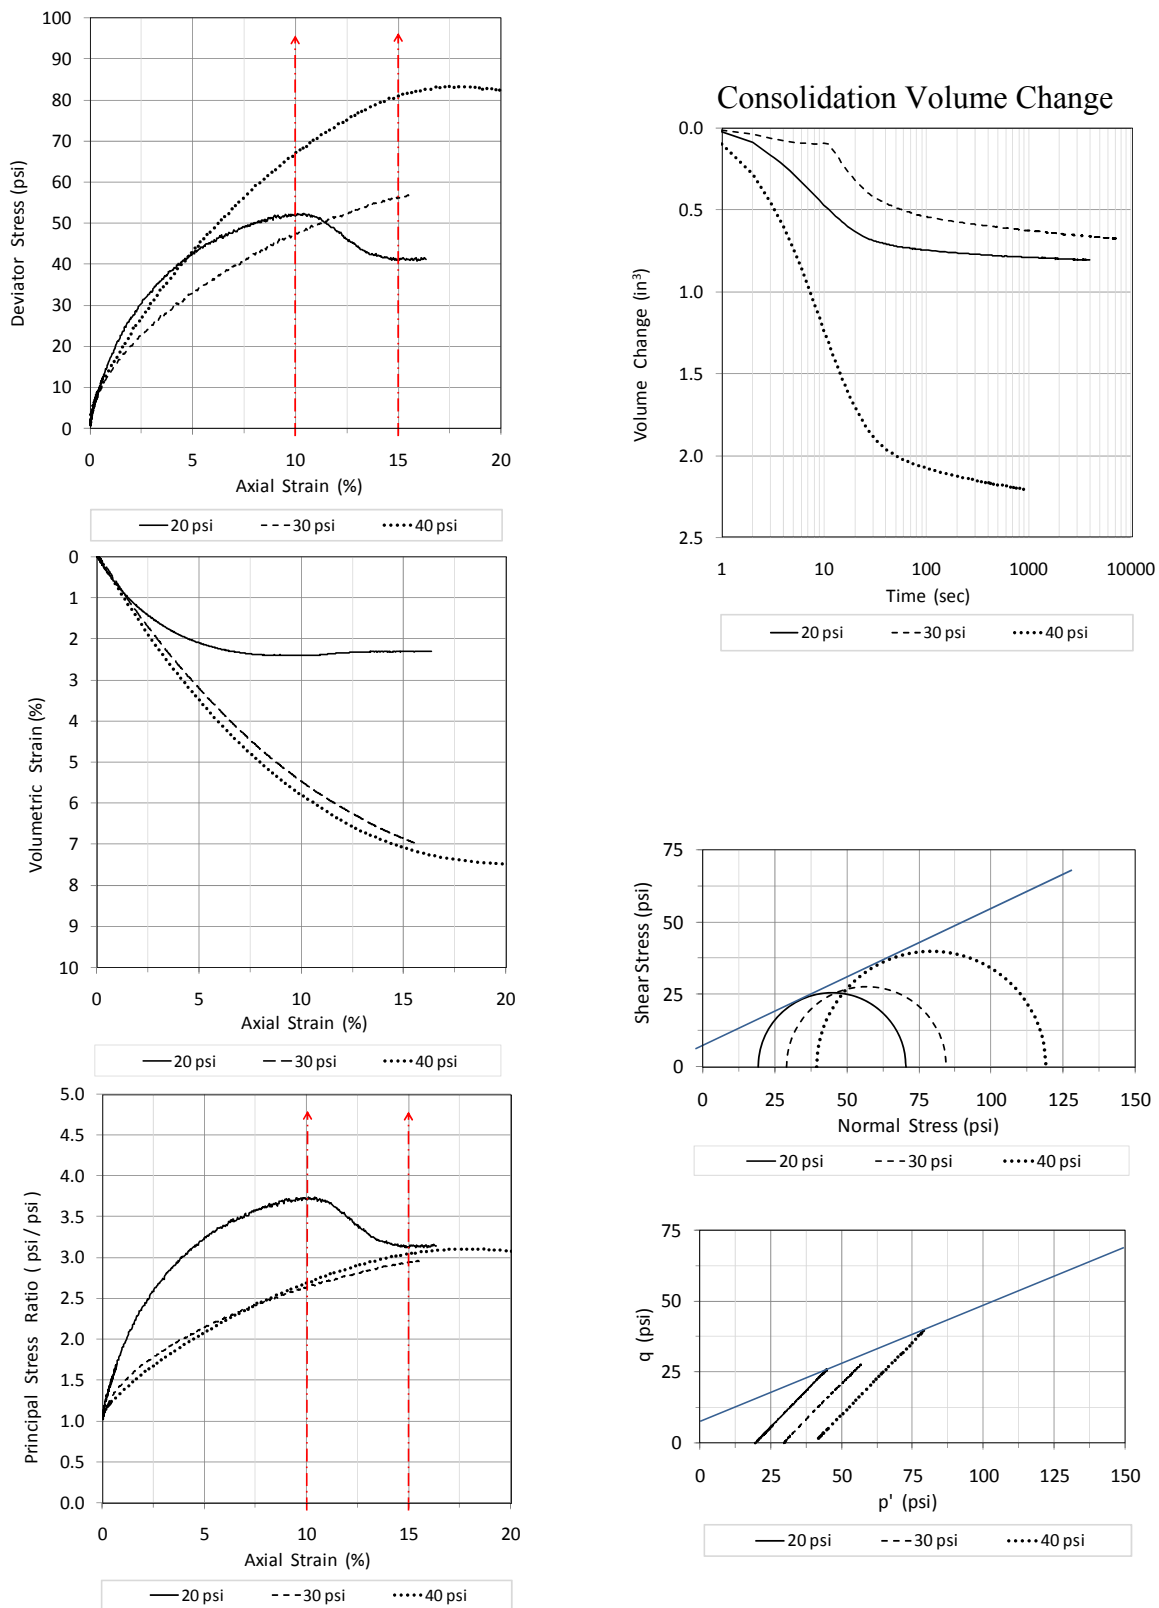 100
90
80
70
60
50
40
30
20
10
0
Deviator Stress (psi)
0 5 10 15 20
Axial Strain (%)
20 psi 30 psi 40 psi
0
1
2
3
4
5
6
7
8
9
10
Volumetric Strain (%)
0 5 10 15 20
Axial Strain (%)
20 psi 30 psi 40 psi
5.0
4.5
4.0
3.5
3.0
2.5
2.0
1.5
1.0
0.5
0.0
Principal Stress Ratio ( psi / psi )
0 5 10 15 20
Axial Strain (%)
20 psi 30 psi 40 psi
Consolidation Volume Change
0.0
0.5
1.0
1.5
2.0
2.5
Volume Change (in³)
1 10 100 1000 10000
Time (sec)
20 psi 30 psi 40 psi
75
50
25
0
Shear Stress (psi)
0 25 50 75 100 125 150
Normal Stress (psi)
20 psi 30 psi 40 psi
75
50
25
0
q (psi)
0 25 50 75 100 125 150
p' (psi)
20 psi 30 psi 40 psi